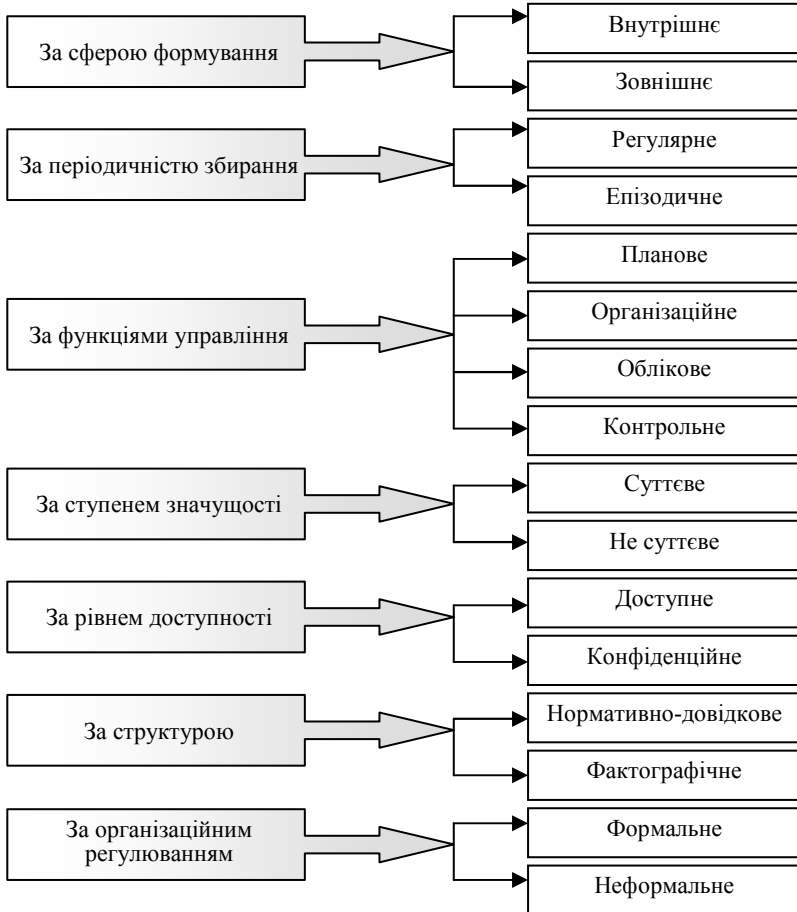 За сферою формування
Внутрішнє
Зовнішнє
За періодичністю збирання
Регулярне
Епізодичне
За функціями управління
Планове
Організаційне
Облікове
Контрольне
За ступенем значущості
Суттєве
Не суттєве
За рівнем доступності
Доступне
Конфіденційне
За структурою
Нормативно-довідкове
Фактографічне
За організаційним
регулюванням
Формальне
Неформальне